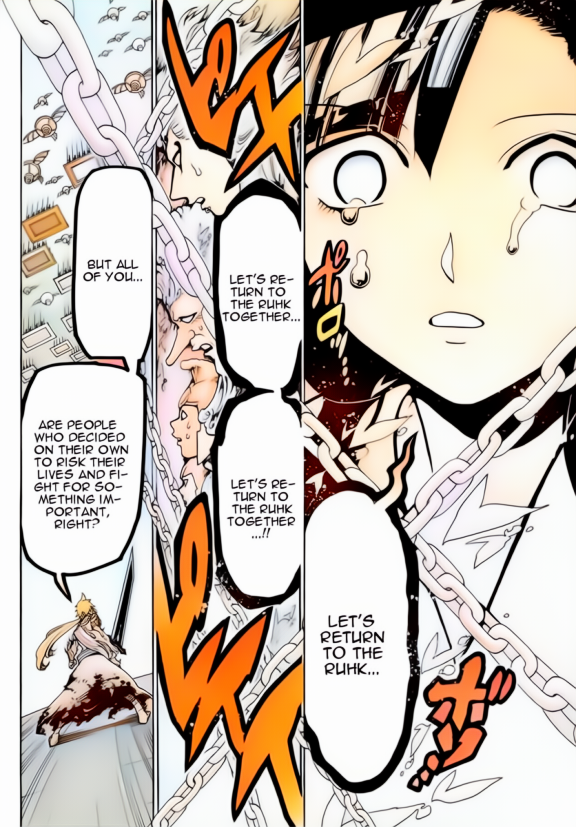 LET'S
RETURN
TO THE
RUHK...
LET'S RE-
TURN TO
THE RUHK
TOGETHER...
LET'S RE-
TURN TO
THE RUHK
TOGETHER
...!!
BUT ALL
OF YOU...
ARE PEOPLE
WHO DECIDED
ON THEIR OWN
TO RISK THEIR
LIVES AND FI-
GHT FOR SO-
METHING IM-
PORTANT,
RIGHT?
ポロ